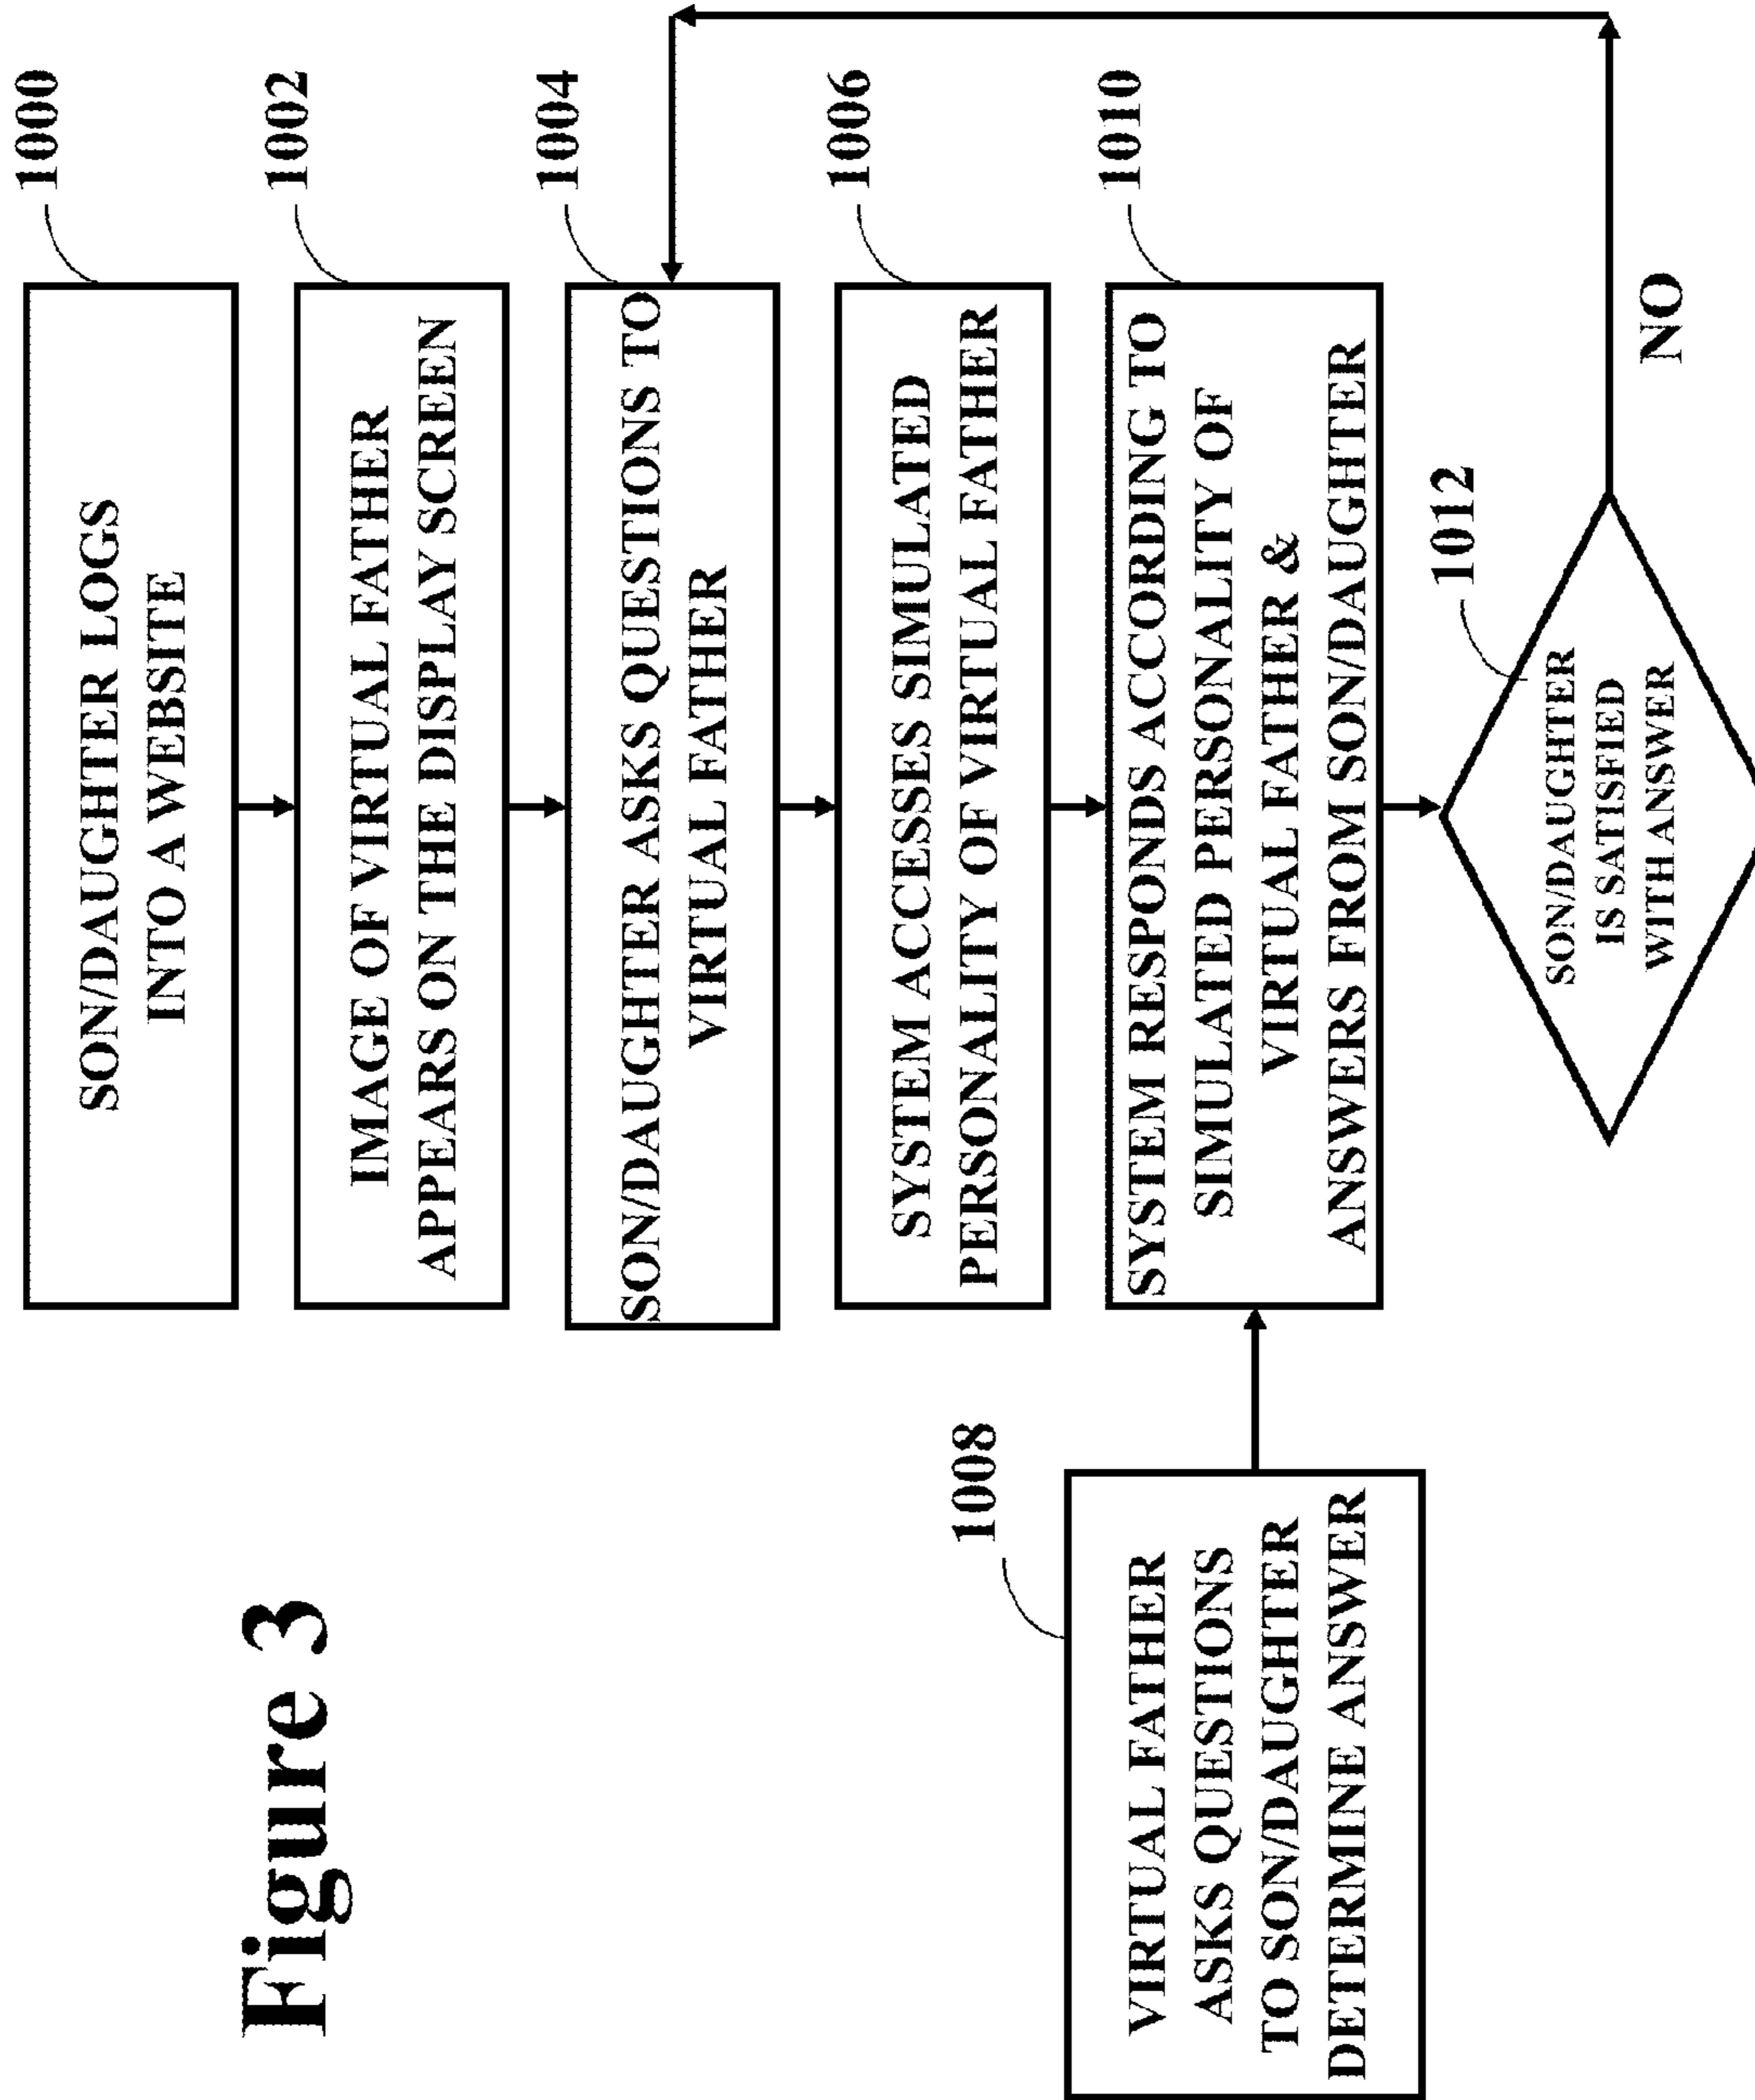 Figure 3
1000
SON/DAUGHTER LOGS
INTO A WEBSITE
1002
IMAGE OF VIRTUAL FATHER
APPEARS ON THE DISPLAY SCREEN
1004
SON/DAUGHTER ASKS QUESTIONS TO
VIRTUAL FATHER
1006
SYSTEM ACCESSES SIMULATED
PERSONALITY OF VIRTUAL FATHER
1008
VIRTUAL FATHER
ASKS QUESTIONS
TO SON/DAUGHTER
DETERMINE ANSWER
1010
SYSTEM RESPONDS ACCORDING TO
SIMULATED PERSONALITY OF
VIRTUAL FATHER &
ANSWERS FROM SON/DAUGHTER
1012
SON/DAUGHTER
IS SATISFIED
WITH ANSWER
NO